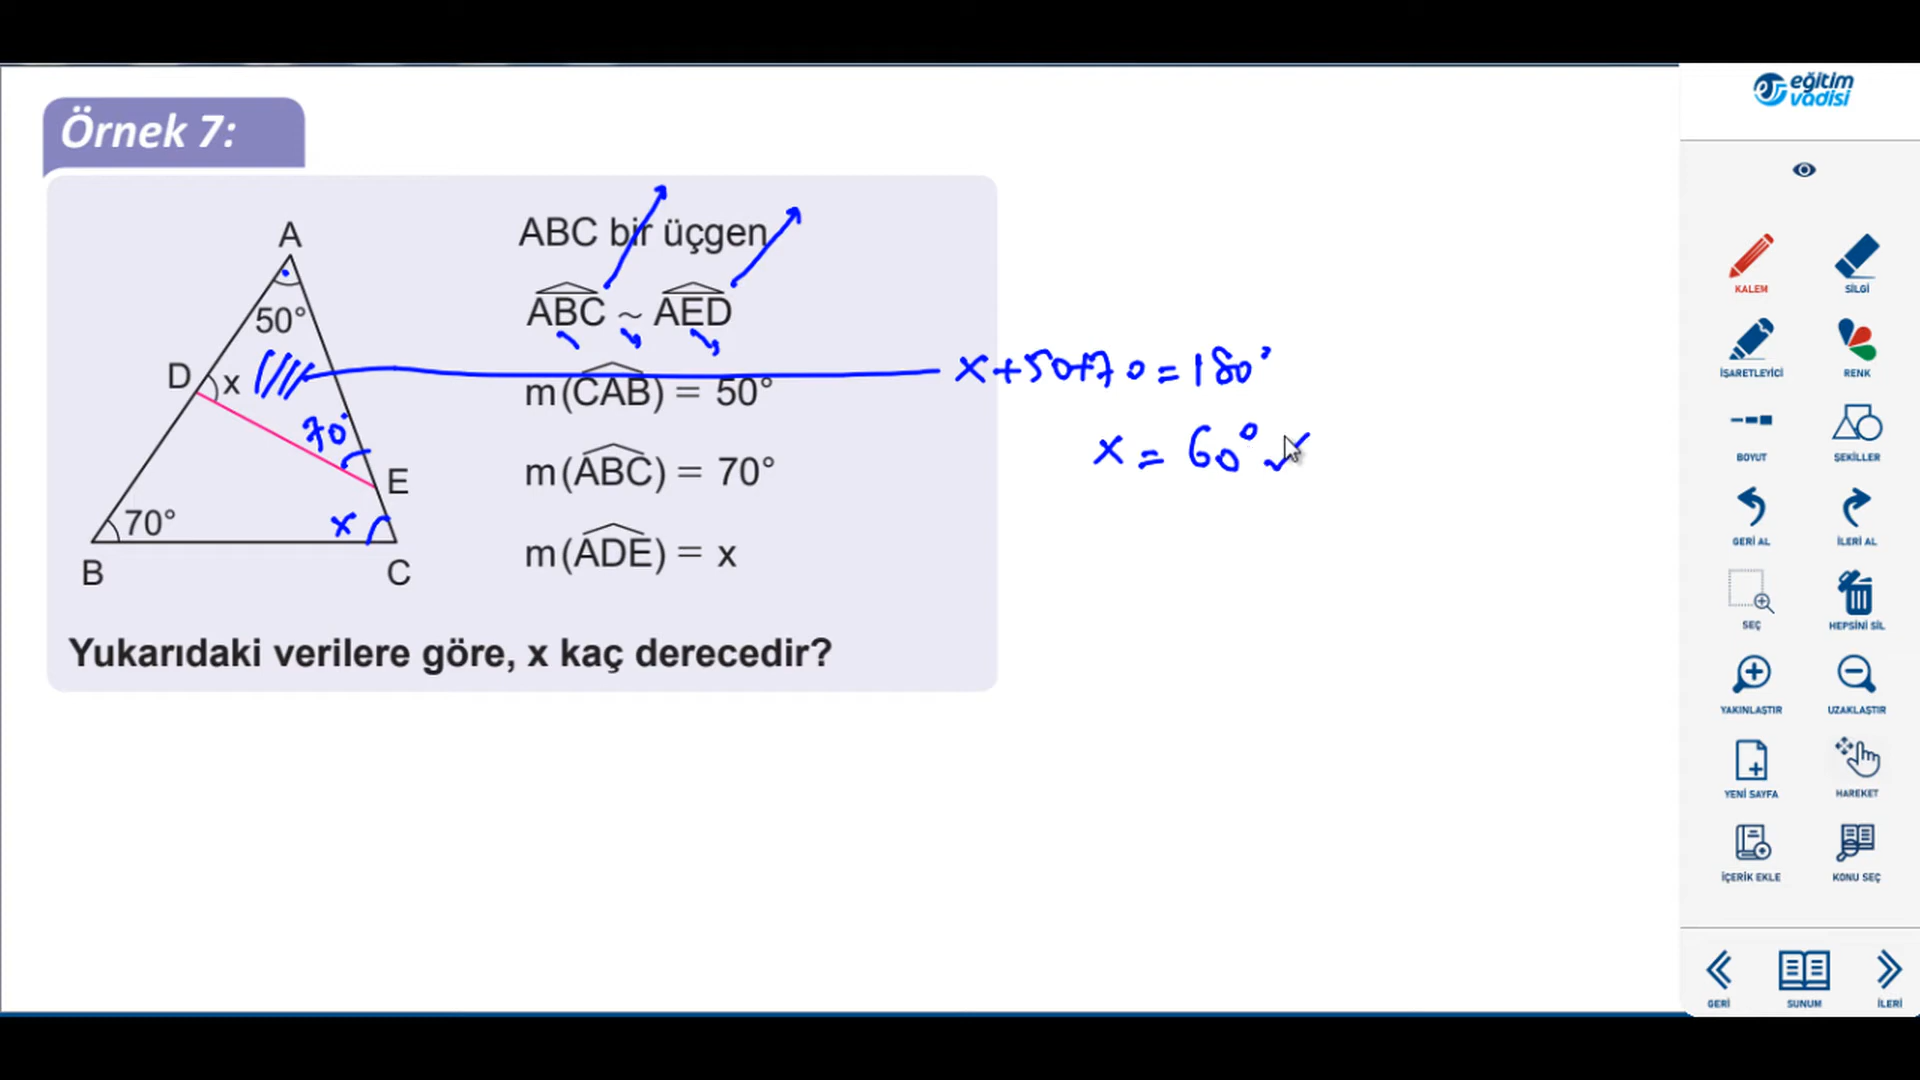 eğitim vadisi
Örnek 7:
A
50°
D x
70°
E
x
70°
B C
ABC bir üçgen
ABC ~ AED
m(CAB) = 50°
m(ABC) = 70°
m(ADE) = x
Yukarıdaki verilere göre, x kaç derecedir?
x+50+70=180°
x = 60° ✓
KALEM SİLGİ
İŞARETLEYİCİ RENK
BOYUT ŞEKİLLER
GERİ AL İLERİ AL
SEÇ HEPSİNİ SİL
YAKINLAŞTIR UZAKLAŞTIR
YENİ SAYFA HAREKET
İÇERİK EKLE KONU SEÇ
GERİ SUNUM İLERİ